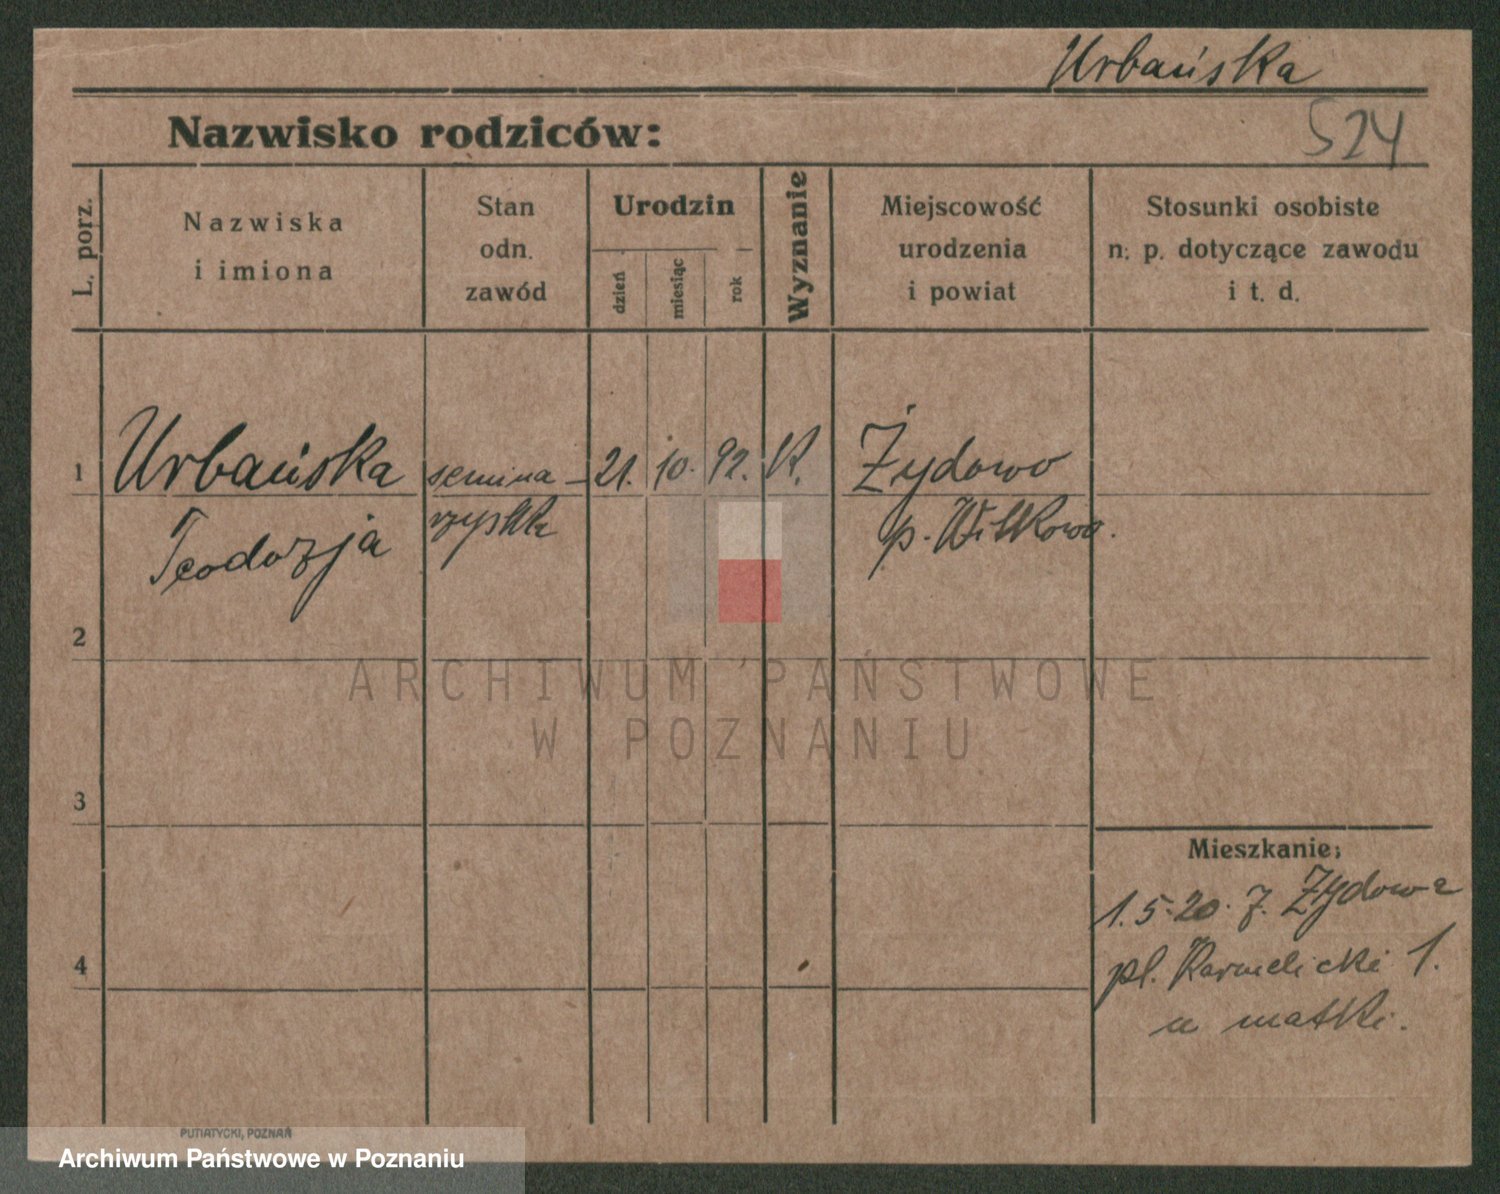 Urbańska
524
Nazwisko rodziców:
L. porz.
Nazwiska
i imiona
Stan
odn.
zawód
Urodzin
dzień
miesiąc
rok
Wyznanie
Miejscowość
urodzenia
i powiat
Stosunki osobiste
n. p. dotyczące zawodu
i t. d.
1
Urbańska
Teodozja
semina-
rzystka
21. 10. 92. K.
Żydowo
p. Witkowo.
2
3
4
Mieszkanie:
1.5.20. z. Żydowa
pl. Karmelicki 1.
u matki.
ARCHIWUM PAŃSTWOWE
W POZNANIU
PUTIATYCKI, POZNAŃ
Archiwum Państwowe w Poznaniu